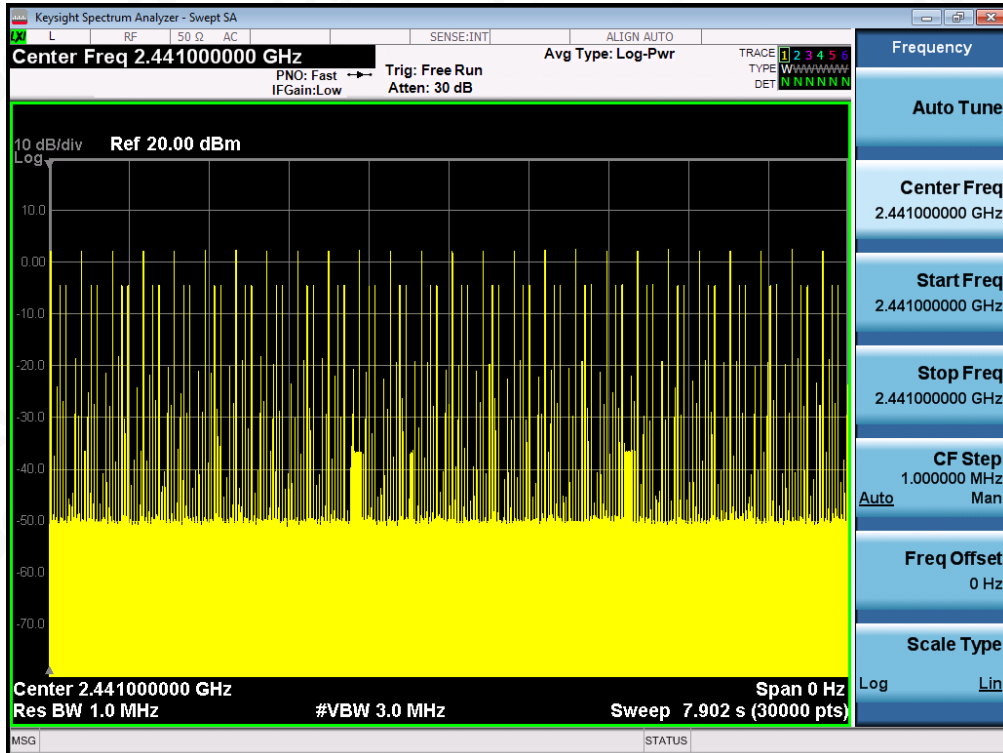 Keysight Spectrum Analyzer - Swept SA
LXI L RF 50 Ω AC SENSE:INT ALIGN AUTO
Center Freq 2.441000000 GHz
PNO: Fast
IFGain:Low
Trig: Free Run
Atten: 30 dB
Avg Type: Log-Pwr
TRACE 1 2 3 4 5 6
TYPE WWWWWW
DET N N N N N N
10 dB/div Ref 20.00 dBm
Log
10.0
0.00
-10.0
-20.0
-30.0
-40.0
-50.0
-60.0
-70.0
Center 2.441000000 GHz Span 0 Hz
Res BW 1.0 MHz #VBW 3.0 MHz Sweep 7.902 s (30000 pts)
MSG STATUS
Frequency
Auto Tune
Center Freq
2.441000000 GHz
Start Freq
2.441000000 GHz
Stop Freq
2.441000000 GHz
CF Step
1.000000 MHz
Auto Man
Freq Offset
0 Hz
Scale Type
Log Lin